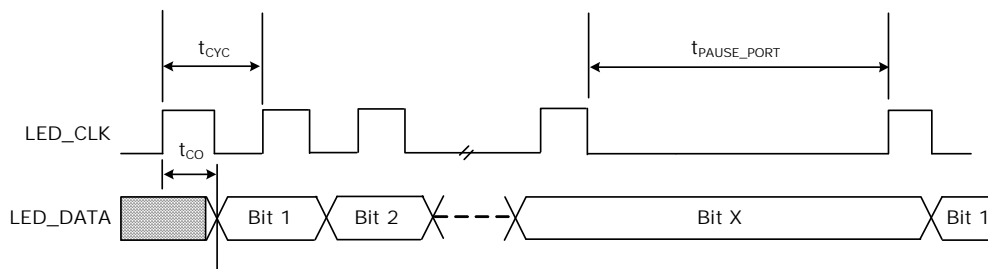 tCYC
tPAUSE_PORT
LED_CLK
tCO
LED_DATA
Bit 1
Bit 2
Bit X
Bit 1